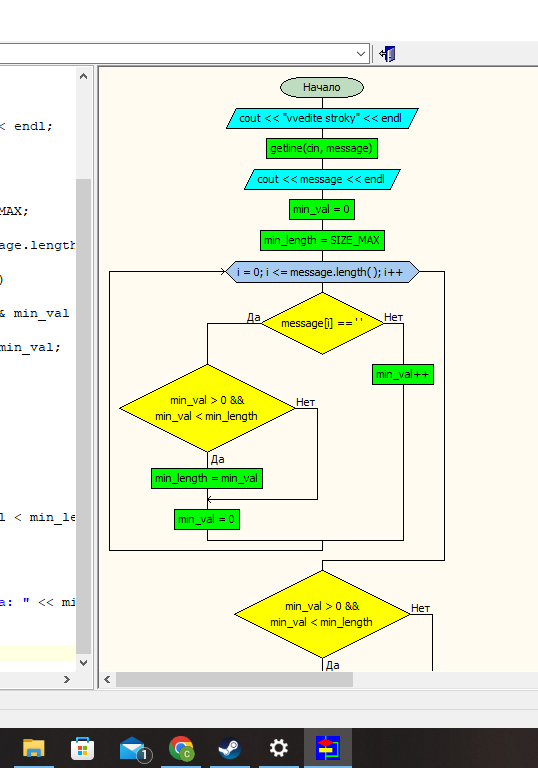 Начало
cout << "vvedite stroky" << endl
< endl;
getline(cin, message)
cout << message << endl
min_val = 0
MAX;
min_length = SIZE_MAX
age.length
i = 0; i <= message.length(); i++
)
& min_val
message[i] == ' '
Да
Нет
min_val;
min_val++
min_val > 0 &&
min_val < min_length
Нет
Да
min_length = min_val
l < min_le
min_val = 0
a: " << mi
min_val > 0 &&
min_val < min_length
Нет
Да
1
C